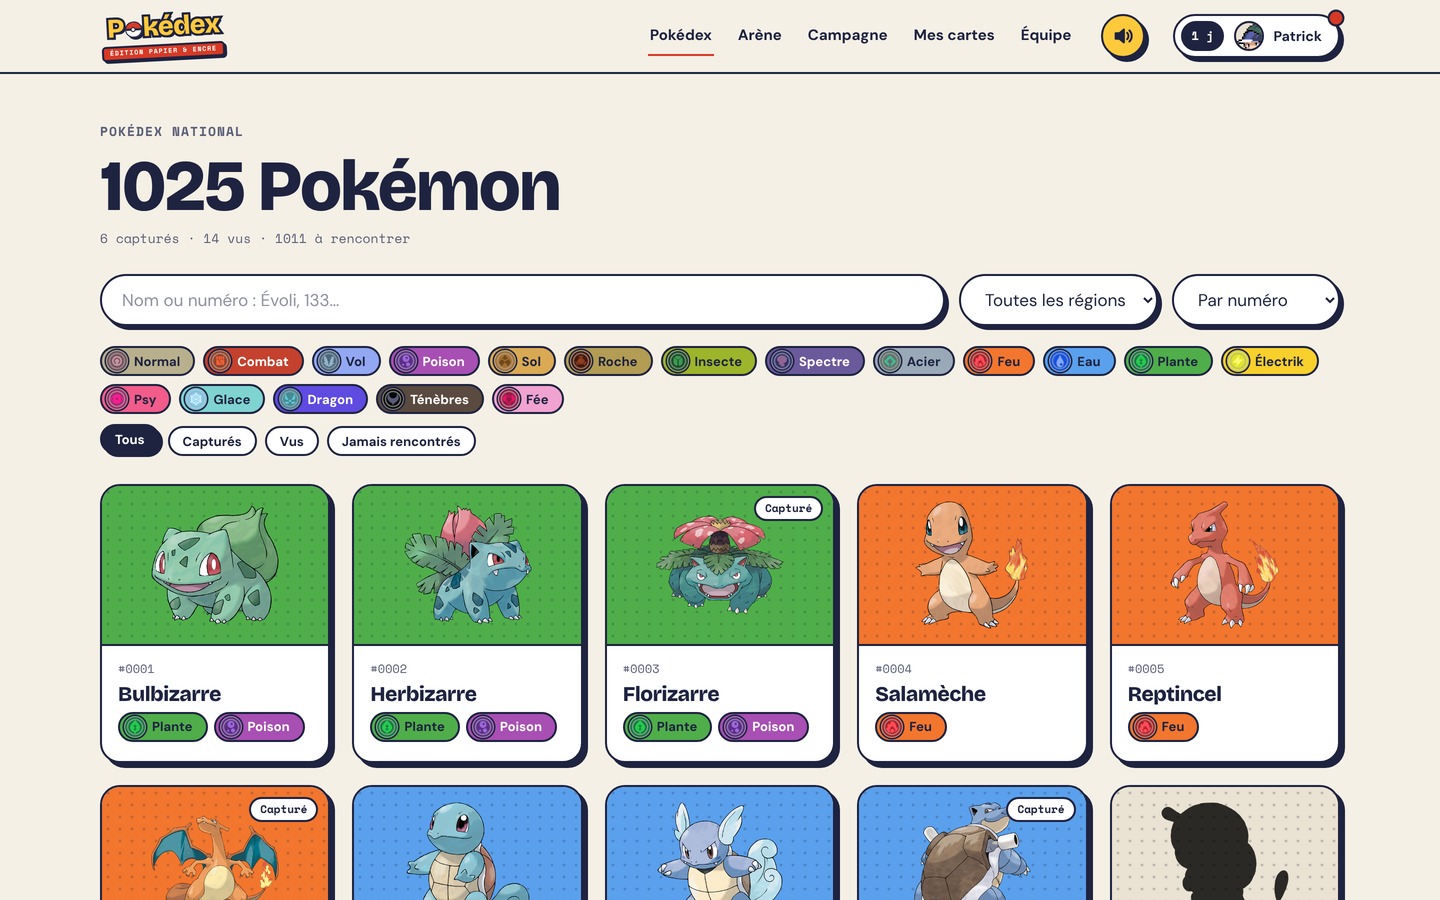 Pokédex
ÉDITION PAPIER & ENCRE
Pokédex Arène Campagne Mes cartes Équipe
1 j Patrick
POKÉDEX NATIONAL
1025 Pokémon
6 capturés · 14 vus · 1011 à rencontrer
Nom ou numéro : Évoli, 133…
Toutes les régions
Par numéro
Normal Combat Vol Poison Sol Roche Insecte Spectre Acier Feu Eau Plante Électrik
Psy Glace Dragon Ténèbres Fée
Tous Capturés Vus Jamais rencontrés
#0001
Bulbizarre
Plante Poison
#0002
Herbizarre
Plante Poison
Capturé
#0003
Florizarre
Plante Poison
#0004
Salamèche
Feu
#0005
Reptincel
Feu
Capturé
Capturé